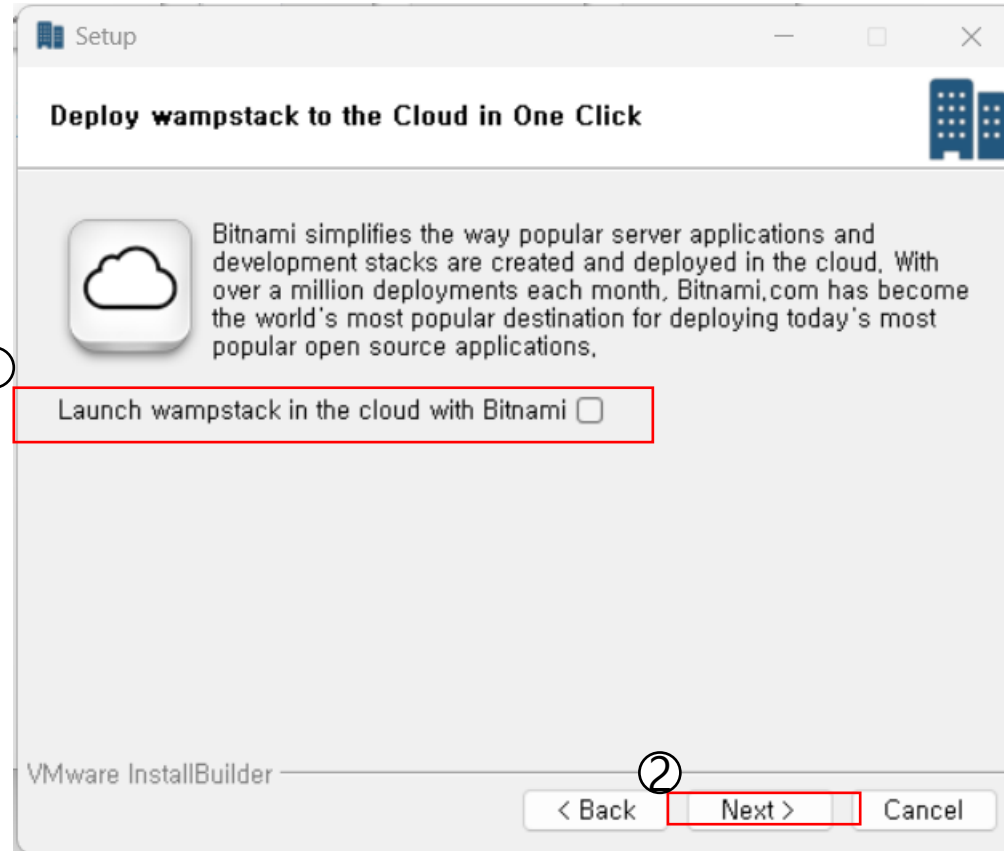 Setup
Deploy wampstack to the Cloud in One Click
Bitnami simplifies the way popular server applications and
development stacks are created and deployed in the cloud. With
over a million deployments each month, Bitnami.com has become
the world's most popular destination for deploying today's most
popular open source applications.
Launch wampstack in the cloud with Bitnami
VMware InstallBuilder
②
< Back Next > Cancel